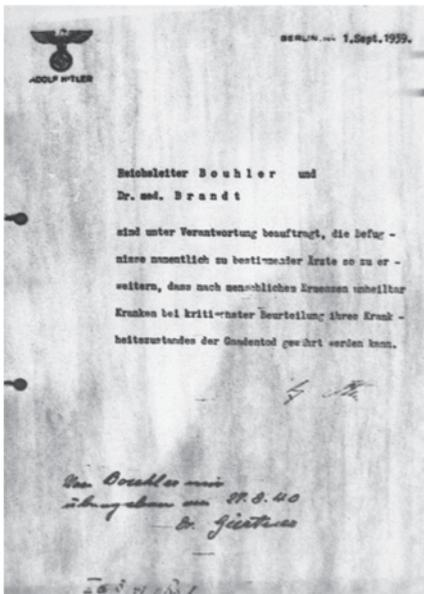 ADOLF HITLER
BERLIN, 1.Sept.1939.
Reichsleiter B o u h l e r und
Dr. med. B r a n d t
sind unter Verantwortung beauftragt, die Befug -
nisse namentlich zu bestimmender Ärzte so zu er -
weitern, dass nach menschlichem Ermessen unheilbar
Kranken bei kritischster Beurteilung ihres Krank -
heitszustandes der Gnadentod gewährt werden kann.
Von Bouhler mir
übergeben am 27.8.40
Dr. Gürtner